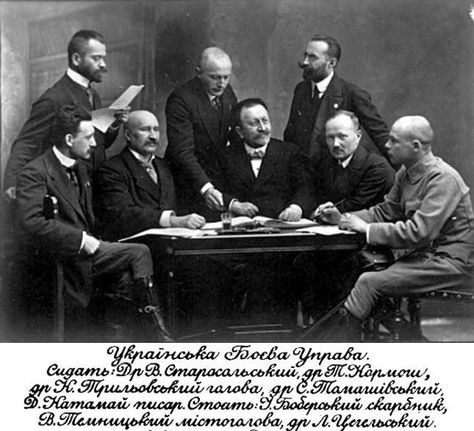 Українська Боєва Управа.
Сидять: Др В. Старосольський, др Т. Кормош,
др К. Трильовський голова, др С. Томашівський,
Д. Катамай писар. Стоять: І. Боберський скарбник,
В. Темницький містоголова, др Л. Цегельський.